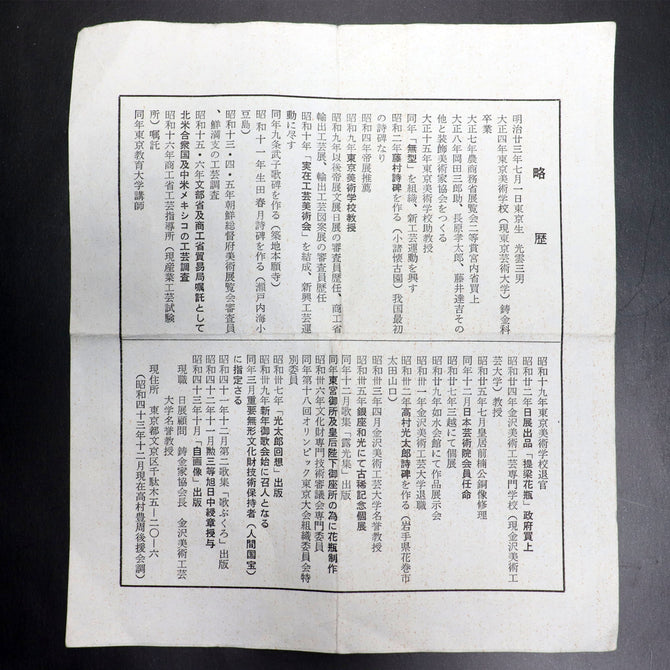 略歴
明治廿三年七月一日東京生 光雲三男
大正四年東京美術学校（現東京芸術大学）鋳金科
卒業
大正七年農商務省展覧会二等賞宮内省買上
大正八年岡田三郎助、長原孝太郎、藤井達吉その
他と装飾美術家協会をつくる
大正十五年東京美術学校助教授
同年「無型」を組織、新工芸運動を興す
昭和二年藤村詩碑を作る（小諸懐古園）我国最初
の詩碑なり
昭和四年帝展推薦
昭和九年東京美術学校教授
昭和九年以後帝展文展日展の審査員歴任、商工省
輸出工芸展、輸出工芸図案展の審査員歴任
昭和十年「実在工芸美術会」を結成、新興工芸運
動に尽す
同年九条武子歌碑を作る（築地本願寺）
昭和十一年生田春月詩碑を作る（瀬戸内海小
豆島）
昭和十三・四・五年朝鮮総督府美術展覧会審査員
、鮮満支の工芸調査
昭和十五・六年文部省及商工省貿易局嘱託として
北米合衆国及中米メキシコの工芸調査
昭和十六年商工省工芸指導所（現産業工芸試験
所）嘱託
同年東京教育大学講師
昭和十九年東京美術学校退官
昭和廿二年日展出品「提梁花瓶」政府買上
昭和廿四年金沢美術工芸専門学校（現金沢美術工
芸大学）教授
昭和廿五年七月皇居前楠公銅像修理
同年十二月日本芸術院会員任命
昭和廿七年三越にて個展
昭和廿九年如水会館にて作品展示会
昭和卅一年金沢美術工芸大学退職
昭和卅二年高村光太郎詩碑を作る（岩手県花巻市
太田山口）
昭和卅三年四月金沢美術工芸大学名誉教授
昭和卅五年銀座和光にて古稀記念個展
同年十二月歌集「露光集」出版
同年東宮御所及皇后陛下御座所の為に花瓶制作
昭和卅六年文化財専門技術審議会専門委員
同年第十八回オリンピック東京大会組織委員会特
別委員
昭和卅七年「光太郎回想」出版
昭和卅九年新年御歌会始に召人となる
同年三月重要無形文化財技術保持者（人間国宝）
に指定さる
昭和四十一年十二月第二歌集「歌ぶくろ」出版
昭和四十二年十一月勲三等旭日中綬章授与
昭和四十三年十月「自画像」出版
現職 日展顧問 鋳金家協会会長 金沢美術工芸
大学名誉教授
現住所 東京都文京区千駄木五ー二〇ー六
（昭和四十三年十二月現在高村豊周後援会調）